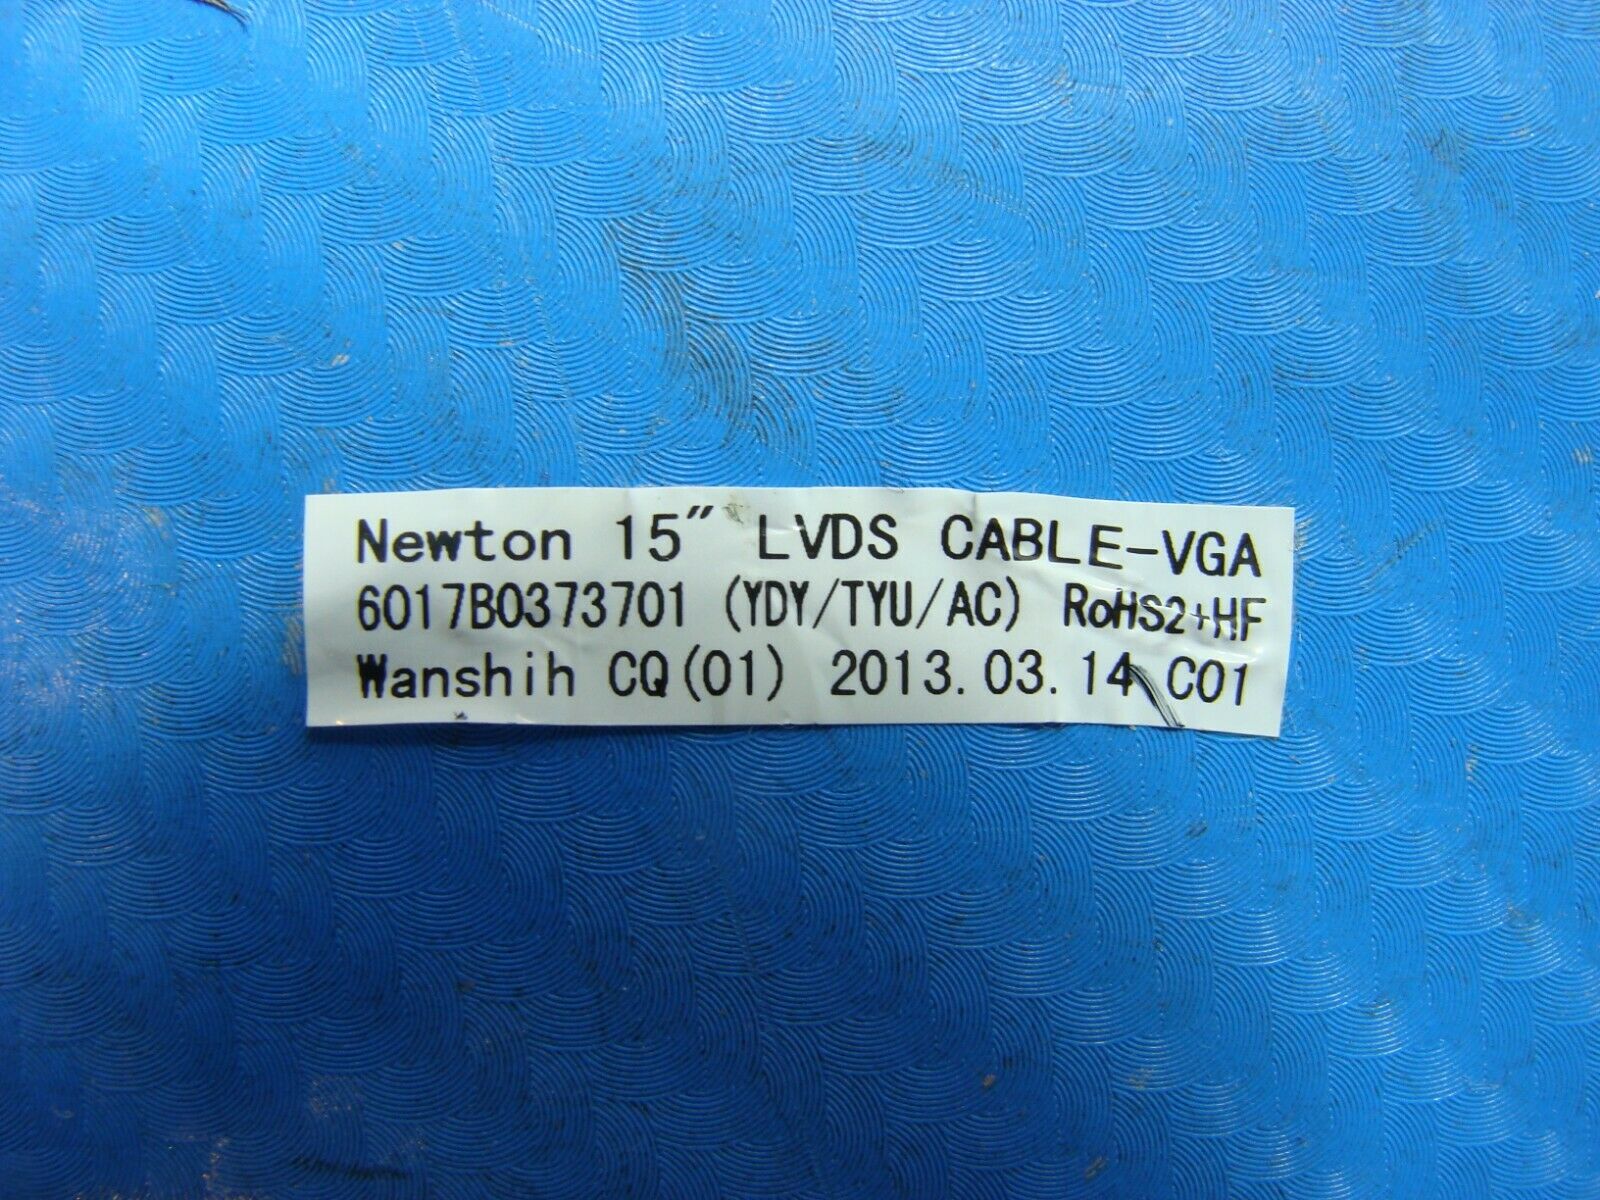 Newton 15" LVDS CABLE-VGA
6017B0373701 (YDY/TYU/AC) RoHS2+HF
Wanshih CQ(01) 2013.03.14 C01